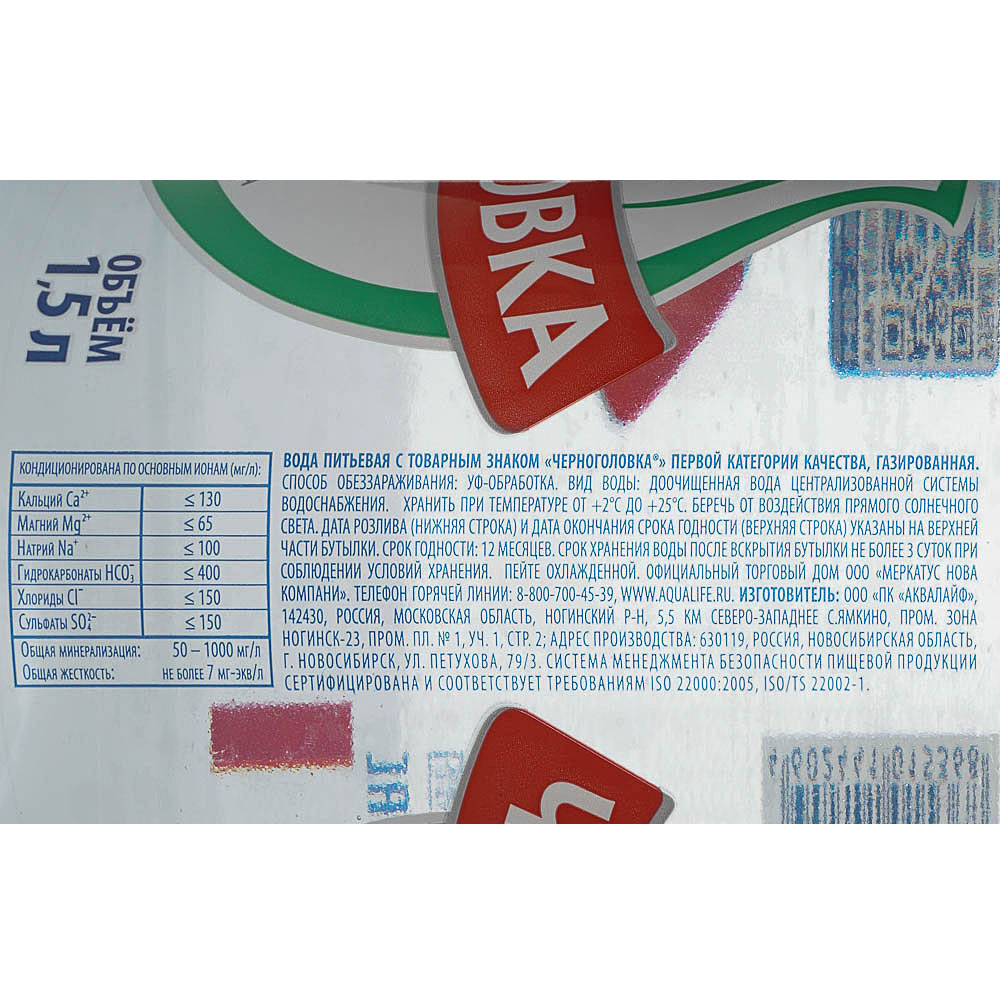 ОВКА
ОБЪЁМ
1,5 Л
КОНДИЦИОНИРОВАНА ПО ОСНОВНЫМ ИОНАМ (мг/л):
Кальций Ca²⁺ ≤ 130
Магний Mg²⁺ ≤ 65
Натрий Na⁺ ≤ 100
Гидрокарбонаты HCO₃⁻ ≤ 400
Хлориды Cl⁻ ≤ 150
Сульфаты SO₄²⁻ ≤ 150
Общая минерализация: 50 – 1000 мг/л
Общая жесткость: не более 7 мг-экв/л
ВОДА ПИТЬЕВАЯ С ТОВАРНЫМ ЗНАКОМ «ЧЕРНОГОЛОВКА®» ПЕРВОЙ КАТЕГОРИИ КАЧЕСТВА, ГАЗИРОВАННАЯ.
СПОСОБ ОБЕЗЗАРАЖИВАНИЯ: УФ-ОБРАБОТКА. ВИД ВОДЫ: ДООЧИЩЕННАЯ ВОДА ЦЕНТРАЛИЗОВАННОЙ СИСТЕМЫ
ВОДОСНАБЖЕНИЯ. ХРАНИТЬ ПРИ ТЕМПЕРАТУРЕ ОТ +2°С ДО +25°С. БЕРЕЧЬ ОТ ВОЗДЕЙСТВИЯ ПРЯМОГО СОЛНЕЧНОГО
СВЕТА. ДАТА РОЗЛИВА (НИЖНЯЯ СТРОКА) И ДАТА ОКОНЧАНИЯ СРОКА ГОДНОСТИ (ВЕРХНЯЯ СТРОКА) УКАЗАНЫ НА ВЕРХНЕЙ
ЧАСТИ БУТЫЛКИ. СРОК ГОДНОСТИ: 12 МЕСЯЦЕВ. СРОК ХРАНЕНИЯ ВОДЫ ПОСЛЕ ВСКРЫТИЯ БУТЫЛКИ НЕ БОЛЕЕ 3 СУТОК ПРИ
СОБЛЮДЕНИИ УСЛОВИЙ ХРАНЕНИЯ. ПЕЙТЕ ОХЛАЖДЕННОЙ. ОФИЦИАЛЬНЫЙ ТОРГОВЫЙ ДОМ ООО «МЕРКАТУС НОВА
КОМПАНИ». ТЕЛЕФОН ГОРЯЧЕЙ ЛИНИИ: 8-800-700-45-39, WWW.AQUALIFE.RU. ИЗГОТОВИТЕЛЬ: ООО «ПК «АКВАЛАЙФ»,
142430, РОССИЯ, МОСКОВСКАЯ ОБЛАСТЬ, НОГИНСКИЙ Р-Н, 5,5 КМ СЕВЕРО-ЗАПАДНЕЕ С.ЯМКИНО, ПРОМ. ЗОНА
НОГИНСК-23, ПРОМ. ПЛ. № 1, УЧ. 1, СТР. 2; АДРЕС ПРОИЗВОДСТВА: 630119, РОССИЯ, НОВОСИБИРСКАЯ ОБЛАСТЬ,
Г. НОВОСИБИРСК, УЛ. ПЕТУХОВА, 79/3. СИСТЕМА МЕНЕДЖМЕНТА БЕЗОПАСНОСТИ ПИЩЕВОЙ ПРОДУКЦИИ
СЕРТИФИЦИРОВАНА И СООТВЕТСТВУЕТ ТРЕБОВАНИЯМ ISO 22000:2005, ISO/TS 22002-1.
Ч